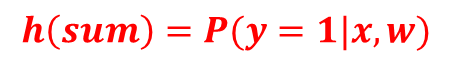 h(sum) = P(y = 1|x, w)